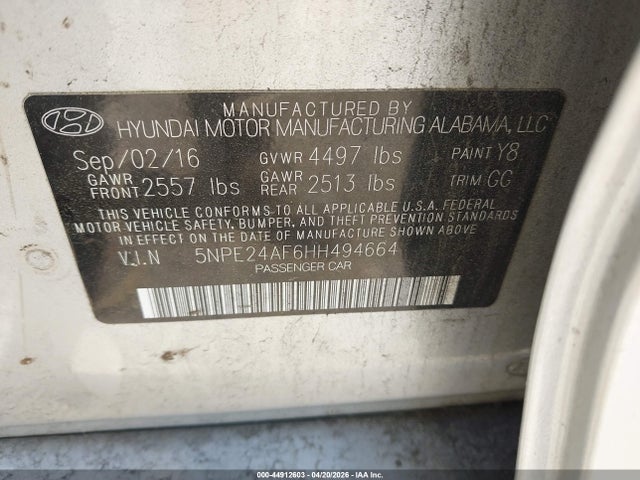 MANUFACTURED BY
HYUNDAI MOTOR MANUFACTURING ALABAMA, LLC
Sep/02/16 GVWR 4497 lbs PAINT Y8
GAWR FRONT 2557 lbs GAWR REAR 2513 lbs TRIM GG
THIS VEHICLE CONFORMS TO ALL APPLICABLE U.S.A. FEDERAL
MOTOR VEHICLE SAFETY, BUMPER, AND THEFT PREVENTION STANDARDS
IN EFFECT ON THE DATE OF MANUFACTURE SHOWN ABOVE
V.I.N 5NPE24AF6HH494664
PASSENGER CAR
000-44912603 - 04/20/2026 - IAA Inc.